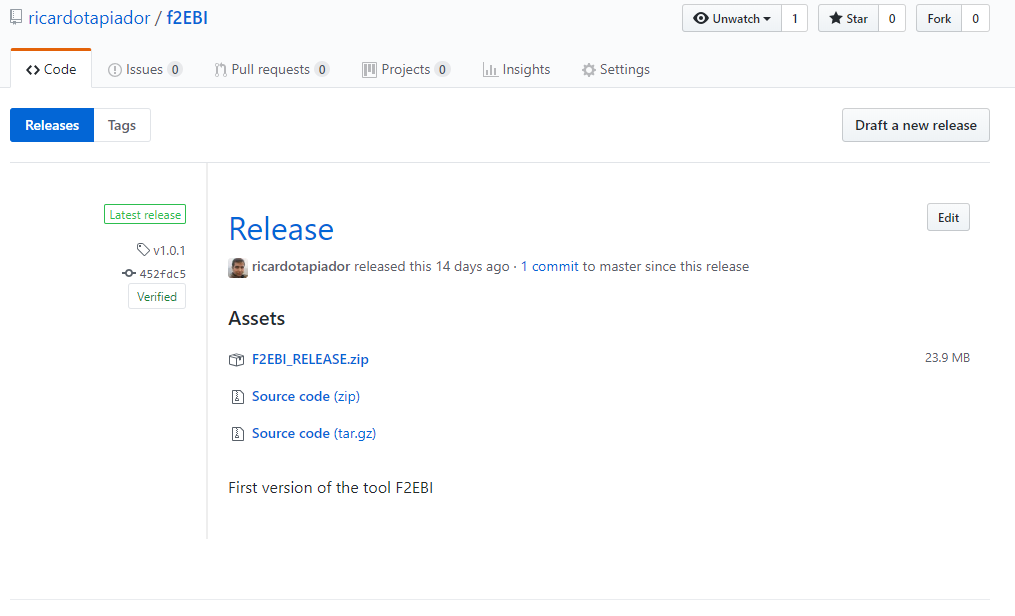 ricardotapiador / f2EBI
Unwatch 1 Star 0 Fork 0
Code Issues 0 Pull requests 0 Projects 0 Insights Settings
Releases Tags Draft a new release
Latest release
v1.0.1
452fdc5
Verified
Release Edit
ricardotapiador released this 14 days ago · 1 commit to master since this release
Assets
F2EBI_RELEASE.zip 23.9 MB
Source code (zip)
Source code (tar.gz)
First version of the tool F2EBI